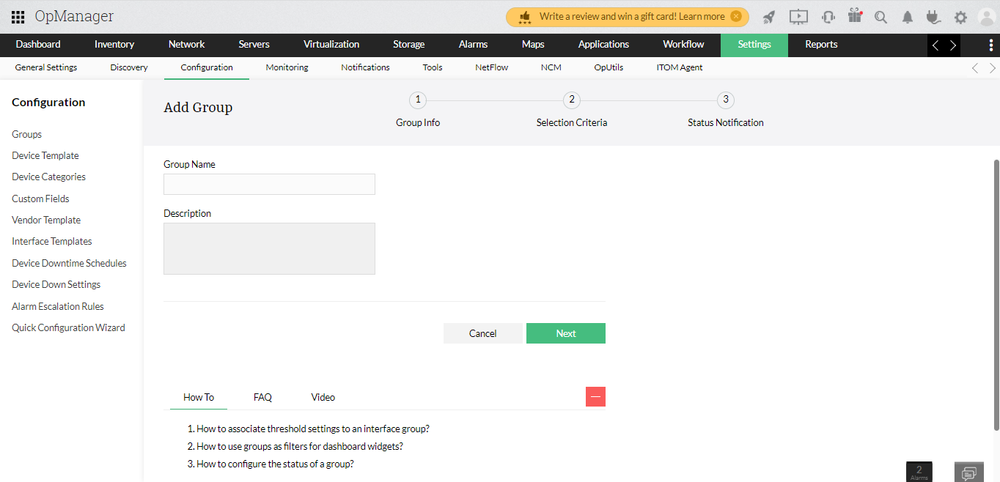 OpManager
Write a review and win a gift card! Learn more
Dashboard Inventory Network Servers Virtualization Storage Alarms Maps Applications Workflow Settings Reports
General Settings Discovery Configuration Monitoring Notifications Tools NetFlow NCM OpUtils ITOM Agent
Configuration
Groups
Device Template
Device Categories
Custom Fields
Vendor Template
Interface Templates
Device Downtime Schedules
Device Down Settings
Alarm Escalation Rules
Quick Configuration Wizard
Add Group
1 2 3
Group Info Selection Criteria Status Notification
Group Name
Description
Cancel Next
How To FAQ Video
1. How to associate threshold settings to an interface group?
2. How to use groups as filters for dashboard widgets?
3. How to configure the status of a group?
2
Alarms